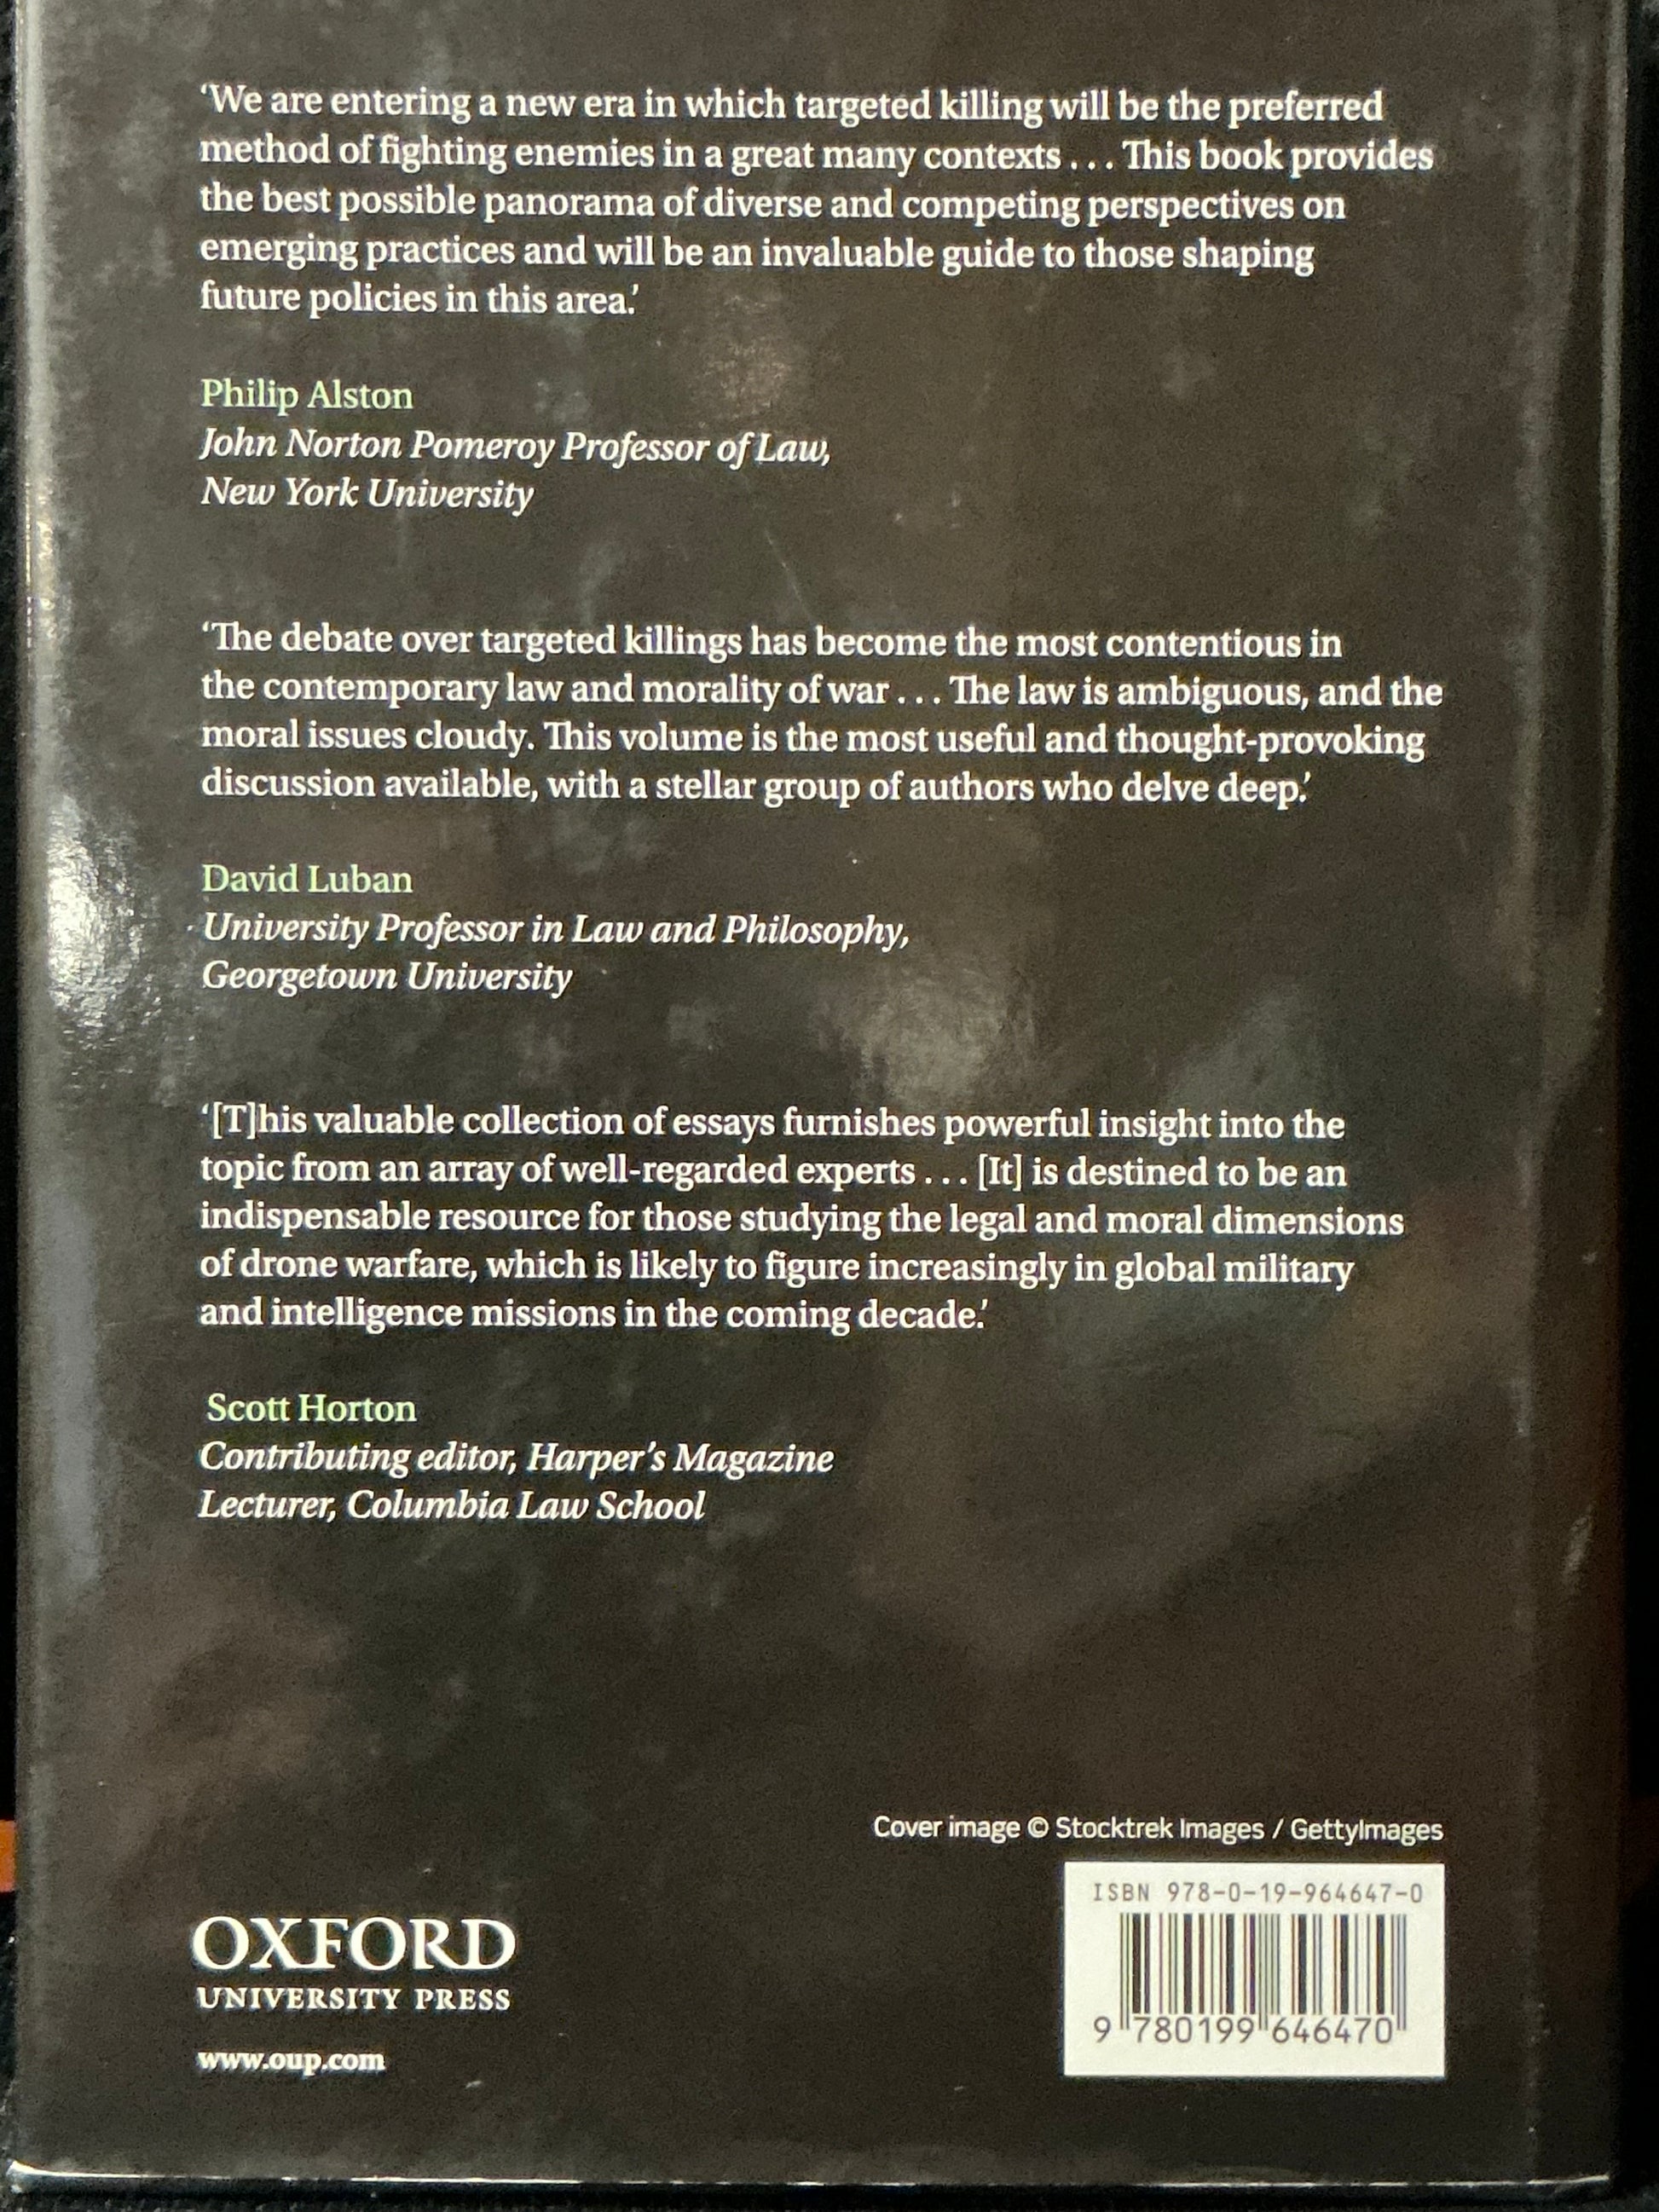 ‘We are entering a new era in which targeted killing will be the preferred
method of fighting enemies in a great many contexts . . . This book provides
the best possible panorama of diverse and competing perspectives on
emerging practices and will be an invaluable guide to those shaping
future policies in this area.’
Philip Alston
John Norton Pomeroy Professor of Law,
New York University
‘The debate over targeted killings has become the most contentious in
the contemporary law and morality of war . . . The law is ambiguous, and the
moral issues cloudy. This volume is the most useful and thought-provoking
discussion available, with a stellar group of authors who delve deep.’
David Luban
University Professor in Law and Philosophy,
Georgetown University
‘[T]his valuable collection of essays furnishes powerful insight into the
topic from an array of well-regarded experts . . . [It] is destined to be an
indispensable resource for those studying the legal and moral dimensions
of drone warfare, which is likely to figure increasingly in global military
and intelligence missions in the coming decade.’
Scott Horton
Contributing editor, Harper’s Magazine
Lecturer, Columbia Law School
Cover image © Stocktrek Images / GettyImages
ISBN 978-0-19-964647-0
9 780199 646470
OXFORD
UNIVERSITY PRESS
www.oup.com